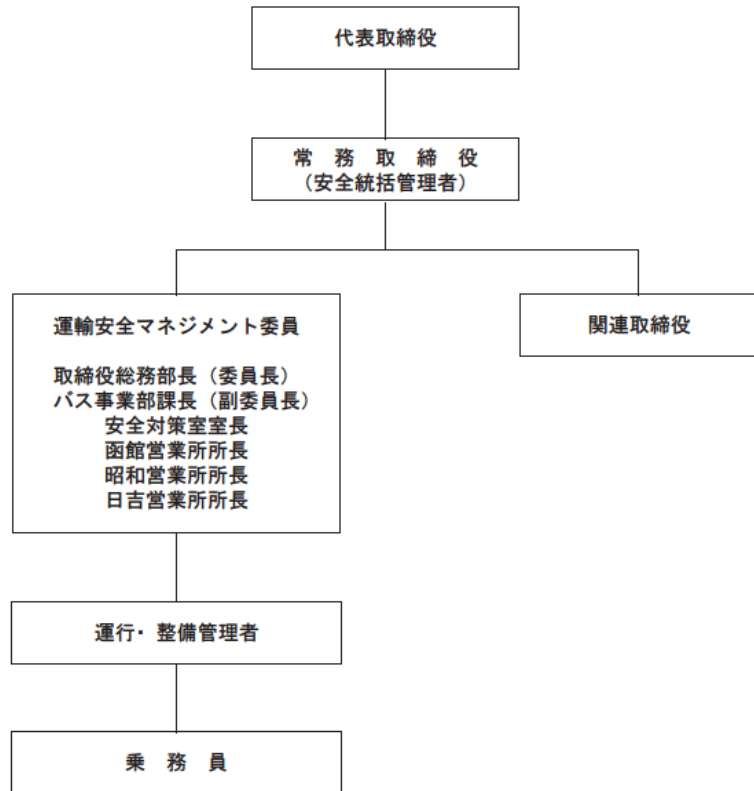 代表取締役
常　務　取　締　役
（安全統括管理者）
運輸安全マネジメント委員
関連取締役
取締役総務部長（委員長）
バス事業部課長（副委員長）
安全対策室室長
函館営業所所長
昭和営業所所長
日吉営業所所長
運行・整備管理者
乗　務　員